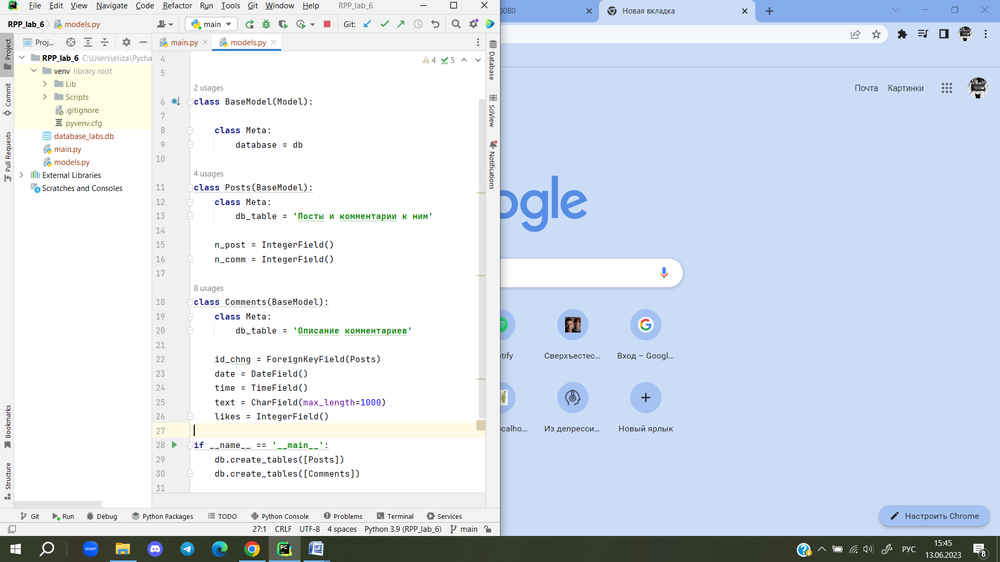 File Edit View Navigate Code Refactor Run Tools Git Window Help RPP_lab_6
RPP_lab_6 models.py
main
Git:
Proj...
main.py
models.py
Project
Commit
Pull Requests
Bookmarks
Structure
RPP_lab_6 C:\Users\eliza\Pycha
venv library root
Lib
Scripts
.gitignore
pyvenv.cfg
database_labs.db
main.py
models.py
External Libraries
Scratches and Consoles
4 5
4
5
2 usages
6 class BaseModel(Model):
7
8 class Meta:
9 database = db
10
4 usages
11 class Posts(BaseModel):
12 class Meta:
13 db_table = 'Посты и комментарии к ним'
14
15 n_post = IntegerField()
16 n_comm = IntegerField()
17
8 usages
18 class Comments(BaseModel):
19 class Meta:
20 db_table = 'Описание комментариев'
21
22 id_chng = ForeignKeyField(Posts)
23 date = DateField()
24 time = TimeField()
25 text = CharField(max_length=1000)
26 likes = IntegerField()
27
28 if __name__ == '__main__':
29 db.create_tables([Posts])
30 db.create_tables([Comments])
31
Database
SciView
Notifications
Git Run Debug Python Packages TODO Python Console Problems Terminal Services
27:1 CRLF UTF-8 4 spaces Python 3.9 (RPP_lab_6) main
8080
Новая вкладка
Почта Картинки
ogle
tify
Сверхъестес...
Вход – Googl...
ocalho...
Из депресси...
Новый ярлык
Настроить Chrome
PC
zoom
PC
РУС
15:45
13.06.2023
8